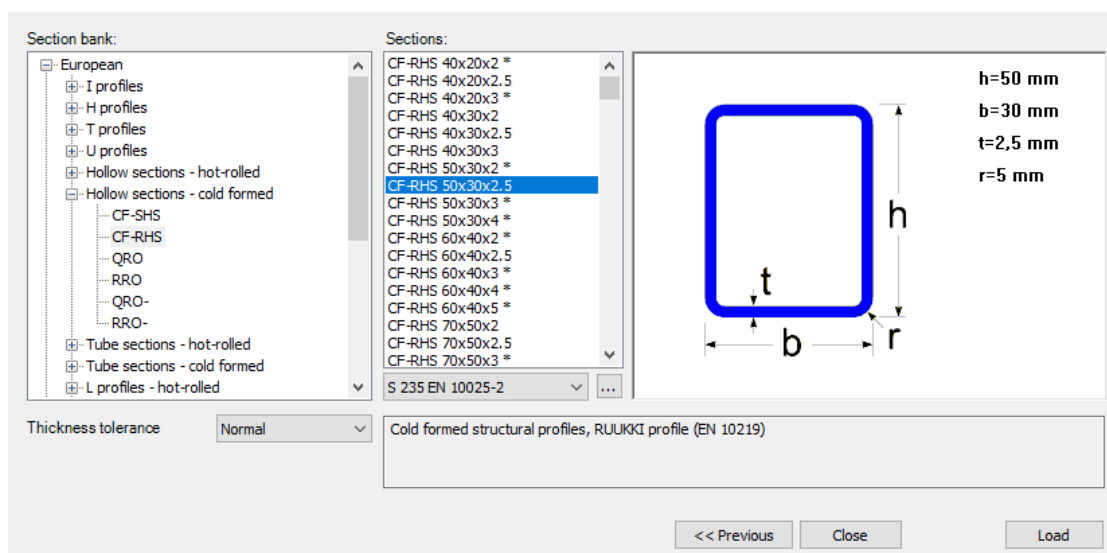 Section bank:
European
I profiles
H profiles
T profiles
U profiles
Hollow sections - hot-rolled
Hollow sections - cold formed
CF-SHS
CF-RHS
QRO
RRO
QRO-
RRO-
Tube sections - hot-rolled
Tube sections - cold formed
L profiles - hot-rolled
Sections:
CF-RHS 40x20x2 *
CF-RHS 40x20x2.5
CF-RHS 40x20x3 *
CF-RHS 40x30x2
CF-RHS 40x30x2.5
CF-RHS 40x30x3
CF-RHS 50x30x2 *
CF-RHS 50x30x2.5
CF-RHS 50x30x3 *
CF-RHS 50x30x4 *
CF-RHS 60x40x2 *
CF-RHS 60x40x2.5
CF-RHS 60x40x3 *
CF-RHS 60x40x4 *
CF-RHS 60x40x5 *
CF-RHS 70x50x2
CF-RHS 70x50x2.5
CF-RHS 70x50x3 *
S 235 EN 10025-2
...
h=50 mm
b=30 mm
t=2,5 mm
r=5 mm
h
t
b
r
Thickness tolerance
Normal
Cold formed structural profiles, RUUKKI profile (EN 10219)
<< Previous
Close
Load